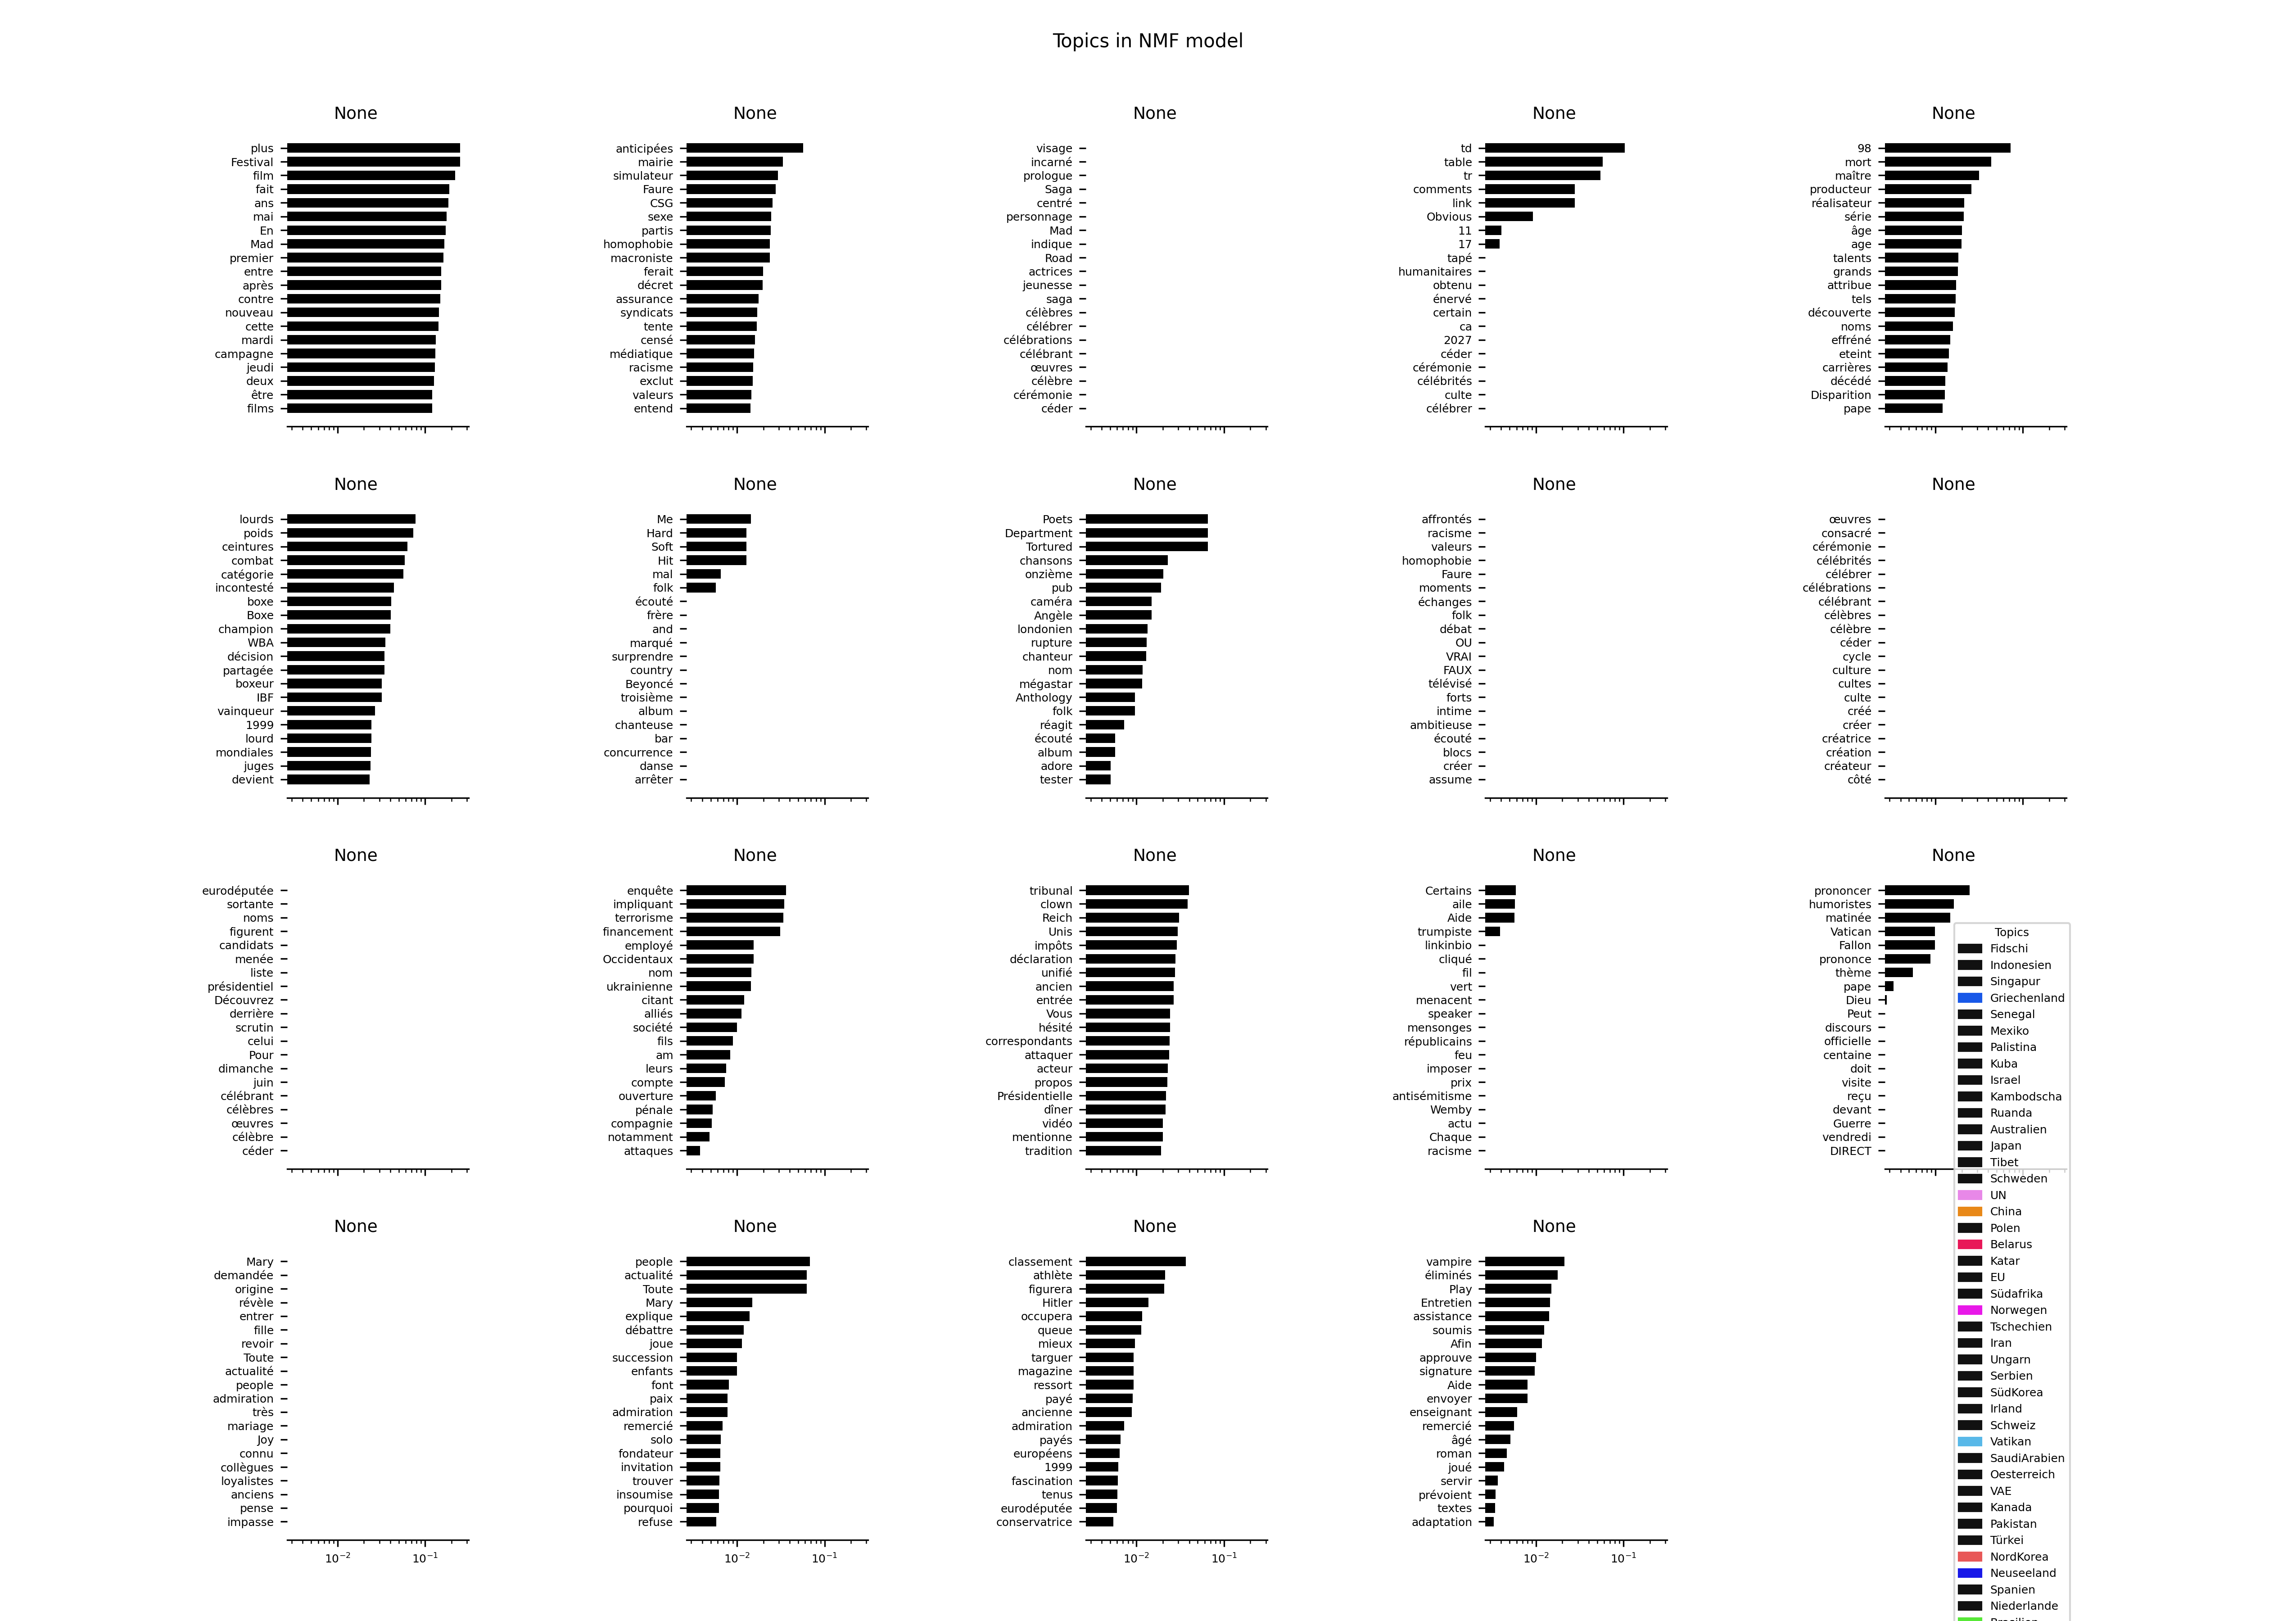 Topics in NMF model
None
plus
Festival
film
fait
ans
mai
En
Mad
premier
entre
après
contre
nouveau
cette
mardi
campagne
jeudi
deux
être
films
None
anticipées
mairie
simulateur
Faure
CSG
sexe
partis
homophobie
macroniste
ferait
décret
assurance
syndicats
tente
censé
médiatique
racisme
exclut
valeurs
entend
None
visage
incarné
prologue
Saga
centré
personnage
Mad
indique
Road
actrices
jeunesse
saga
célèbres
célébrer
célébrations
célébrant
œuvres
célèbre
cérémonie
céder
None
td
table
tr
comments
link
Obvious
11
17
tapé
humanitaires
obtenu
énervé
certain
ca
2027
céder
cérémonie
célébrités
culte
célébrer
None
98
mort
maître
producteur
réalisateur
série
âge
age
talents
grands
attribue
tels
découverte
noms
effréné
eteint
carrières
décédé
Disparition
pape
None
lourds
poids
ceintures
combat
catégorie
incontesté
boxe
Boxe
champion
WBA
décision
partagée
boxeur
IBF
vainqueur
1999
lourd
mondiales
juges
devient
None
Me
Hard
Soft
Hit
mal
folk
écouté
frère
and
marqué
surprendre
country
Beyoncé
troisième
album
chanteuse
bar
concurrence
danse
arrêter
None
Poets
Department
Tortured
chansons
onzième
pub
caméra
Angèle
londonien
rupture
chanteur
nom
mégastar
Anthology
folk
réagit
écouté
album
adore
tester
None
affrontés
racisme
valeurs
homophobie
Faure
moments
échanges
folk
débat
OU
VRAI
FAUX
télévisé
forts
intime
ambitieuse
écouté
blocs
créer
assume
None
œuvres
consacré
cérémonie
célébrités
célébrer
célébrations
célébrant
célèbres
célèbre
céder
cycle
culture
cultes
culte
créé
créer
créatrice
création
créateur
côté
None
eurodéputée
sortante
noms
figurent
candidats
menée
liste
présidentiel
Découvrez
derrière
scrutin
celui
Pour
dimanche
juin
célébrant
célèbres
œuvres
célèbre
céder
None
enquête
impliquant
terrorisme
financement
employé
Occidentaux
nom
ukrainienne
citant
alliés
société
fils
am
leurs
compte
ouverture
pénale
compagnie
notamment
attaques
None
tribunal
clown
Reich
Unis
impôts
déclaration
unifié
ancien
entrée
Vous
hésité
correspondants
attaquer
acteur
propos
Présidentielle
dîner
vidéo
mentionne
tradition
None
Certains
aile
Aide
trumpiste
linkinbio
cliqué
fil
vert
menacent
speaker
mensonges
républicains
feu
imposer
prix
antisémitisme
Wemby
actu
Chaque
racisme
None
prononcer
humoristes
matinée
Vatican
Fallon
prononce
thème
pape
Dieu
Peut
discours
officielle
centaine
doit
visite
reçu
devant
Guerre
vendredi
DIRECT
None
Mary
demandée
origine
révèle
entrer
fille
revoir
Toute
actualité
people
admiration
très
mariage
Joy
connu
collègues
loyalistes
anciens
pense
impasse
10⁻² 10⁻¹
None
people
actualité
Toute
Mary
explique
débattre
joue
succession
enfants
font
paix
admiration
remercié
solo
fondateur
invitation
trouver
insoumise
pourquoi
refuse
10⁻² 10⁻¹
None
classement
athlète
figurera
Hitler
occupera
queue
mieux
targuer
magazine
ressort
payé
ancienne
admiration
payés
européens
1999
fascination
tenus
eurodéputée
conservatrice
10⁻² 10⁻¹
None
vampire
éliminés
Play
Entretien
assistance
soumis
Afin
approuve
signature
Aide
envoyer
enseignant
remercié
âgé
roman
joué
servir
prévoient
textes
adaptation
10⁻² 10⁻¹
Topics
Fidschi
Indonesien
Singapur
Griechenland
Senegal
Mexiko
Palistina
Kuba
Israel
Kambodscha
Ruanda
Australien
Japan
Tibet
Schweden
UN
China
Polen
Belarus
Katar
EU
Südafrika
Norwegen
Tschechien
Iran
Ungarn
Serbien
SüdKorea
Irland
Schweiz
Vatikan
SaudiArabien
Oesterreich
VAE
Kanada
Pakistan
Türkei
NordKorea
Neuseeland
Spanien
Niederlande